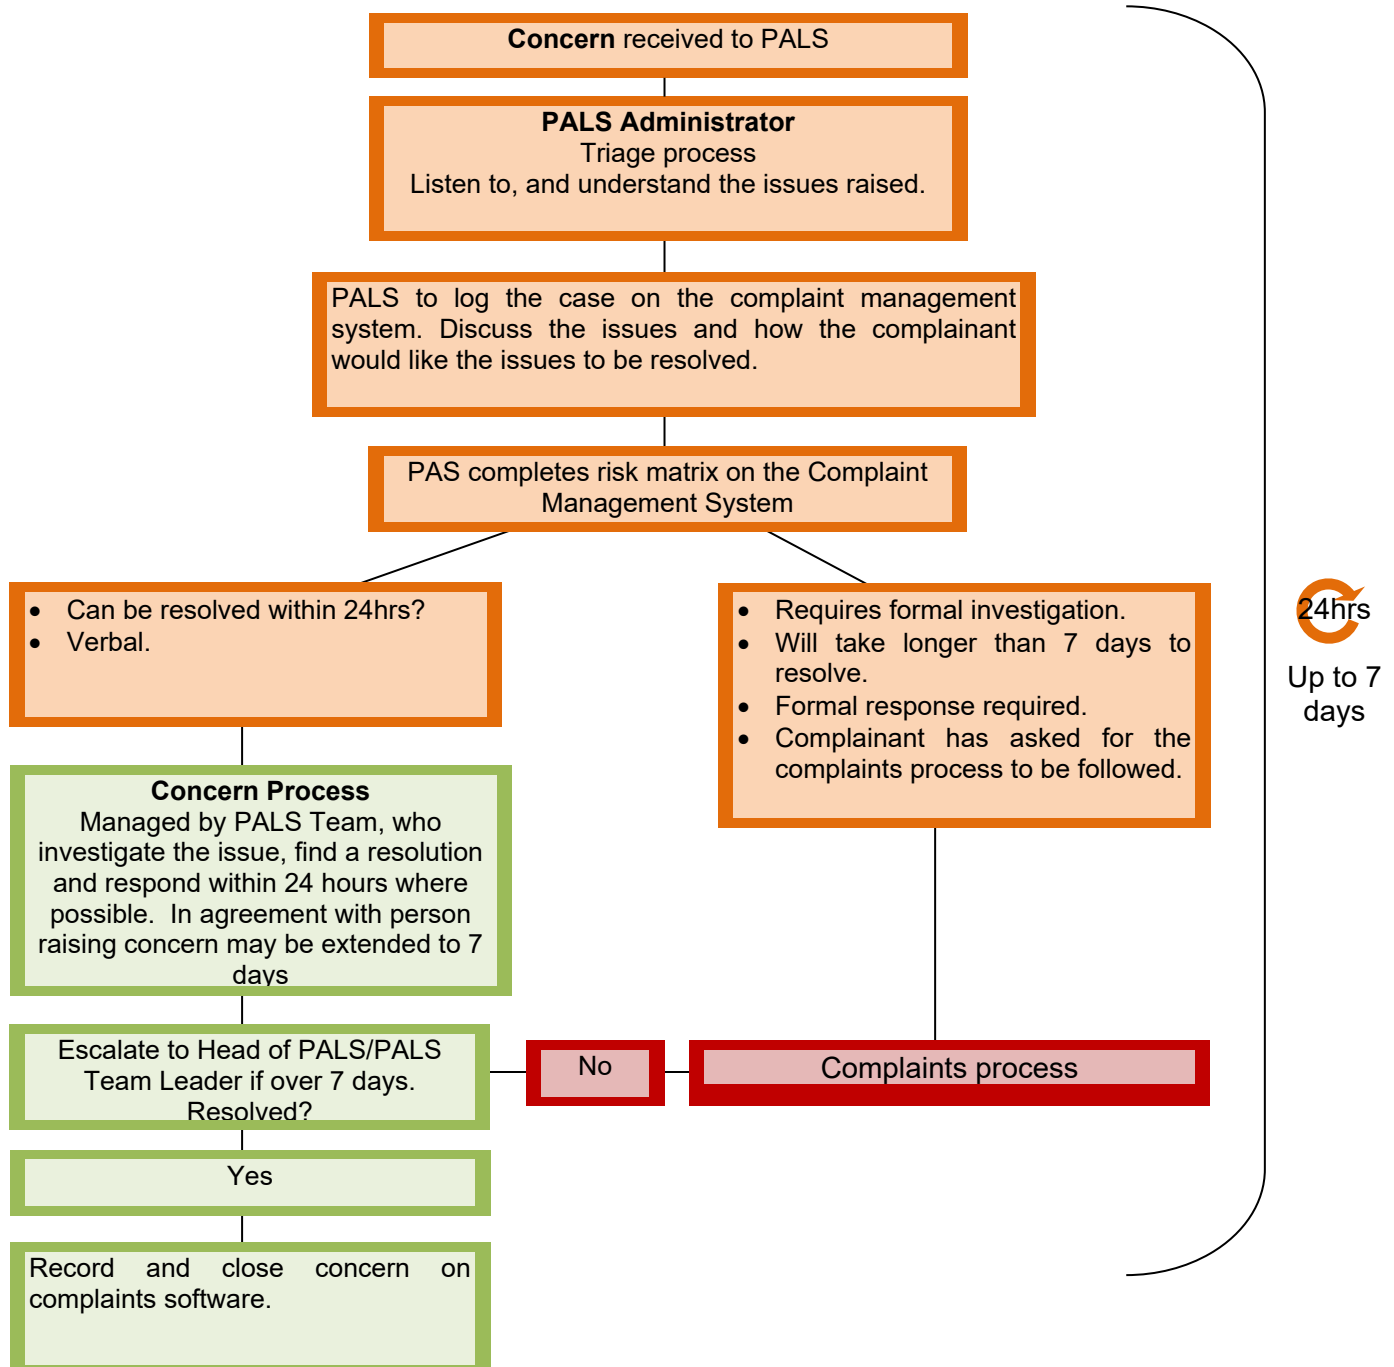 Concern received to PALS
PALS Administrator
Triage process
Listen to, and understand the issues raised.
PALS to log the case on the complaint management
system. Discuss the issues and how the complainant
would like the issues to be resolved.
PAS completes risk matrix on the Complaint
Management System
• Can be resolved within 24hrs?
• Verbal.
• Requires formal investigation.
• Will take longer than 7 days to
resolve.
• Formal response required.
• Complainant has asked for the
complaints process to be followed.
24hrs
Up to 7
days
Concern Process
Managed by PALS Team, who
investigate the issue, find a resolution
and respond within 24 hours where
possible.  In agreement with person
raising concern may be extended to 7
days
Escalate to Head of PALS/PALS
Team Leader if over 7 days.
Resolved?
No
Complaints process
Yes
Record and close concern on
complaints software.